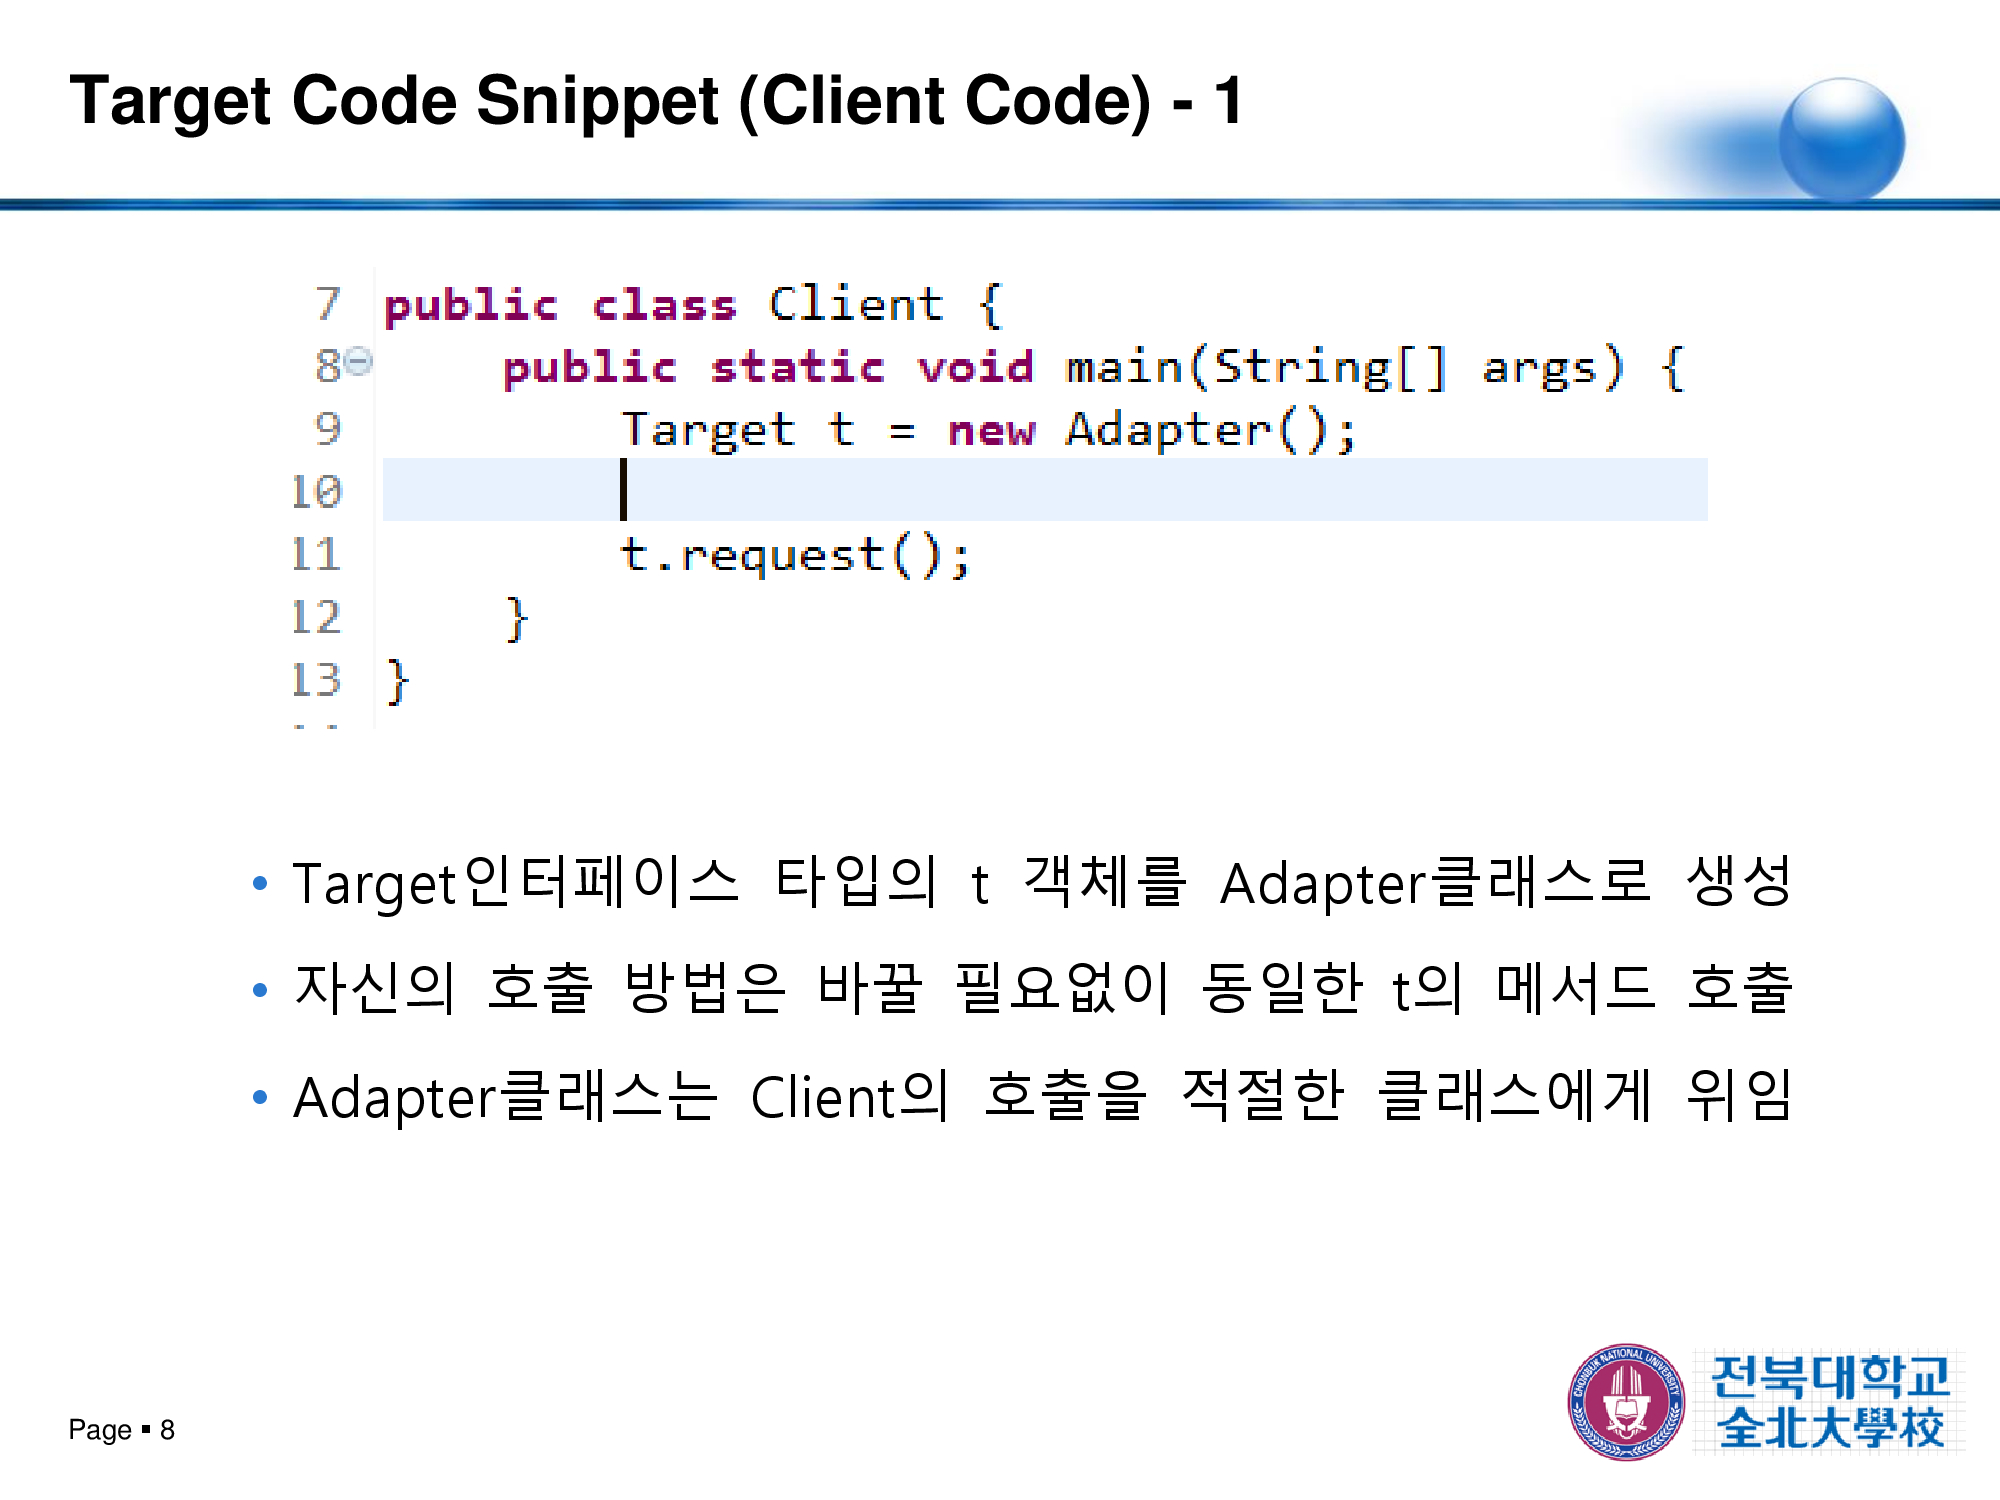 Target Code Snippet (Client Code) - 1
7 public class Client {
8 public static void main(String[] args) {
9 Target t = new Adapter();
10
11 t.request();
12 }
13 }
• Target인터페이스 타입의 t 객체를 Adapter클래스로 생성
• 자신의 호출 방법은 바꿀 필요없이 동일한 t의 메서드 호출
• Adapter클래스는 Client의 호출을 적절한 클래스에게 위임
Page ▪ 8
CHONBUK NATIONAL UNIVERSITY
전북대학교
全北大學校